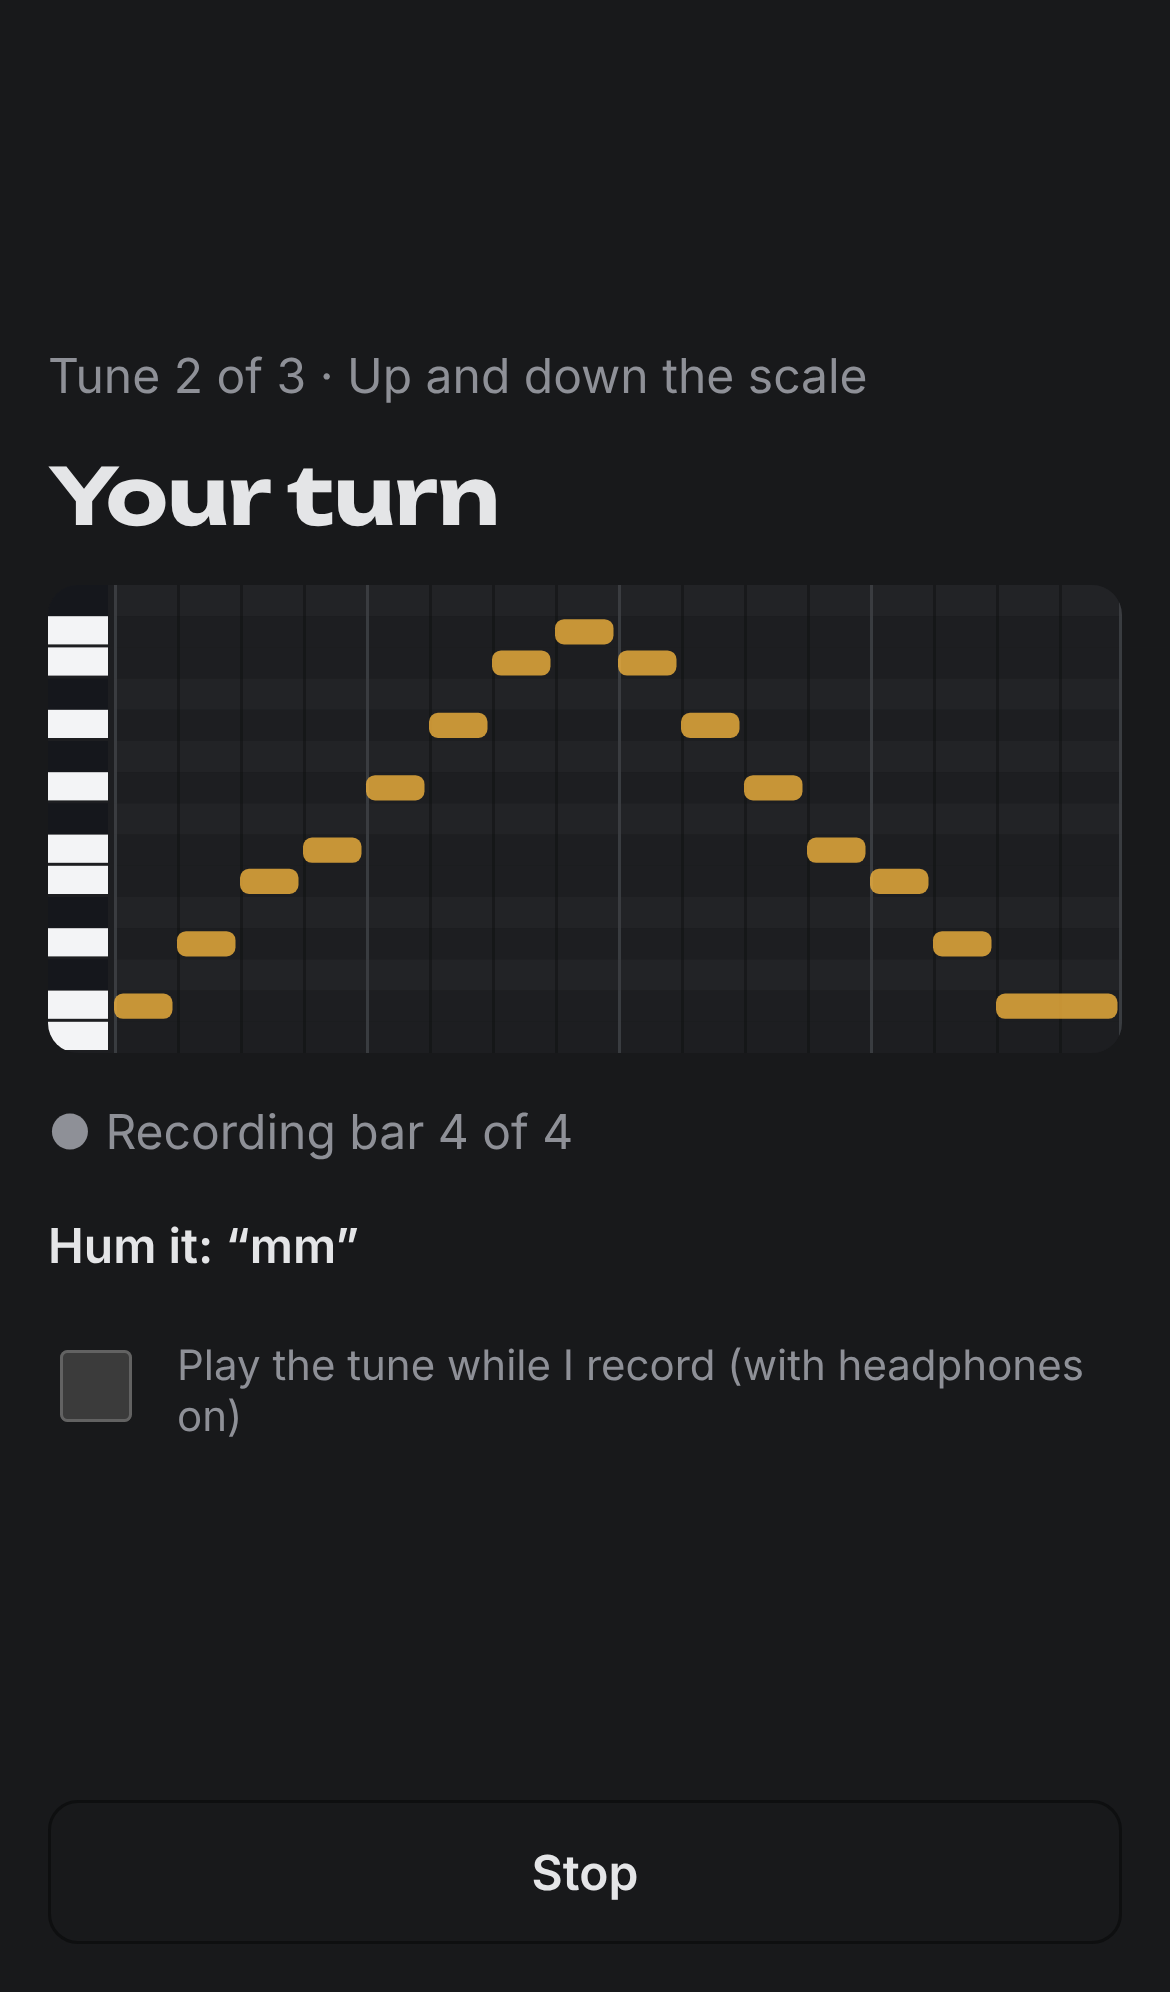 Tune 2 of 3 · Up and down the scale
Your turn
Recording bar 4 of 4
Hum it: “mm”
Play the tune while I record (with headphones
on)
Stop